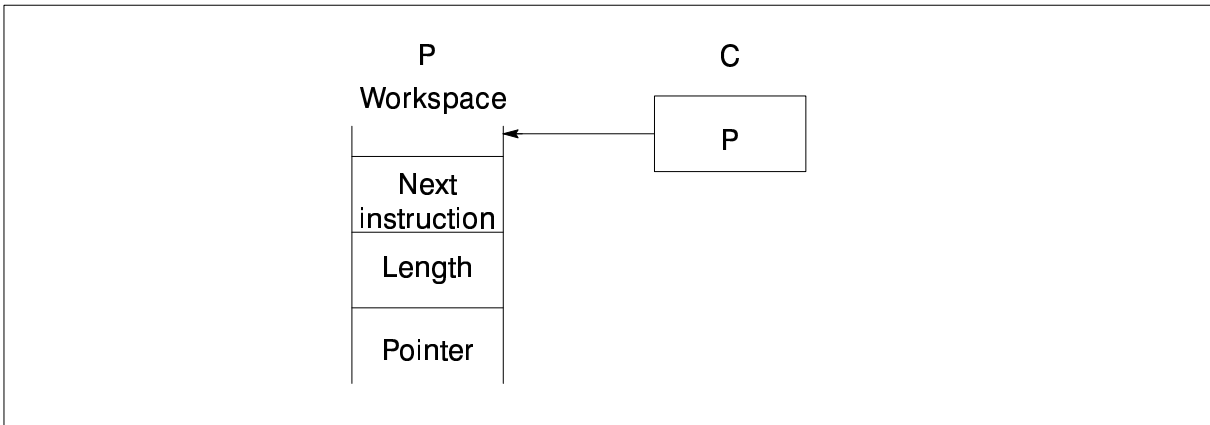 P
Workspace
Next
instruction
Length
Pointer
C
P